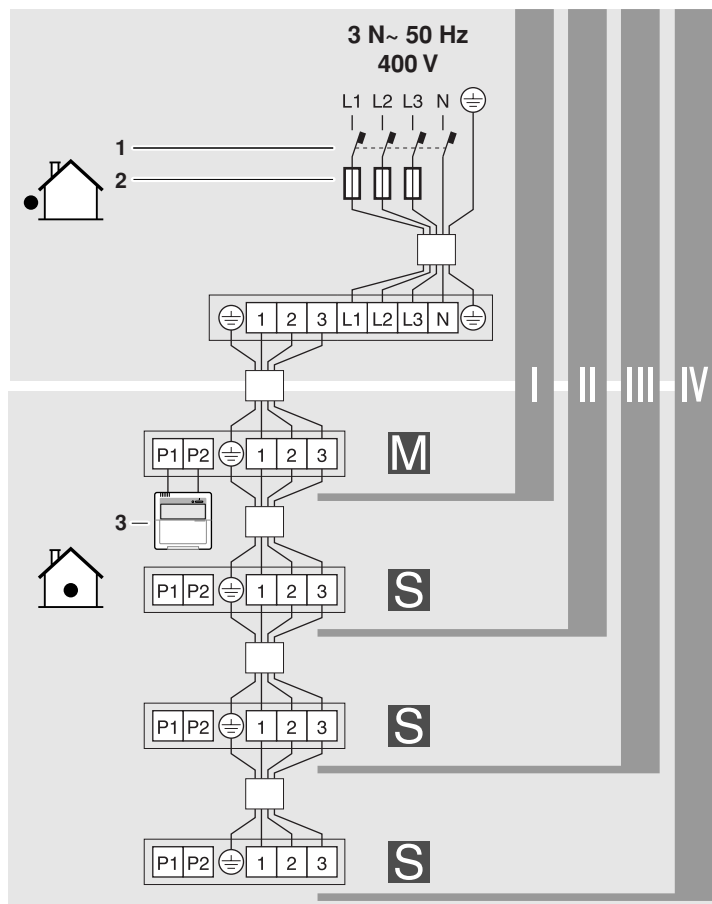 3 N~ 50 Hz
400 V
L1 L2 L3 N
1
2
1 2 3 L1 L2 L3 N
I II III IV
P1 P2 1 2 3 M
3
P1 P2 1 2 3 S
P1 P2 1 2 3 S
P1 P2 1 2 3 S